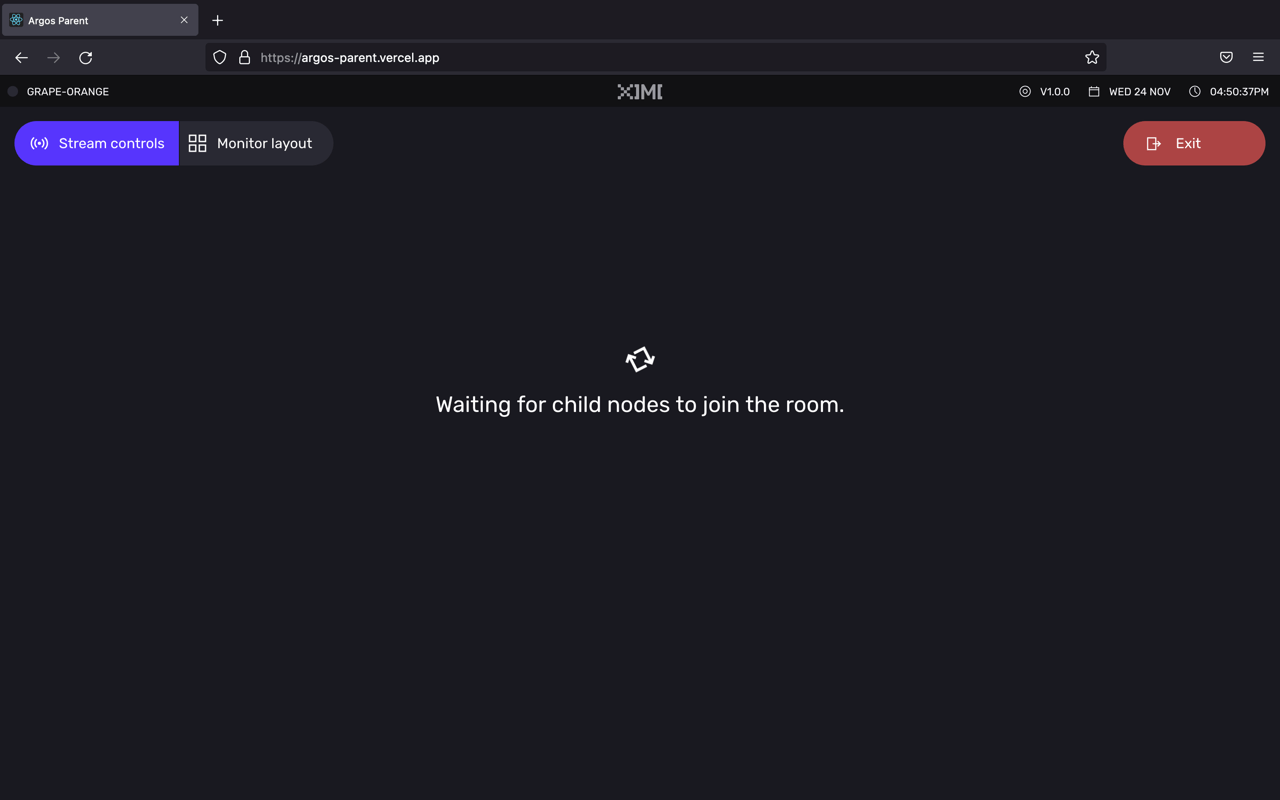 Argos Parent
https://argos-parent.vercel.app
GRAPE-ORANGE
XIMI
V1.0.0
WED 24 NOV
04:50:37PM
Stream controls
Monitor layout
Exit
Waiting for child nodes to join the room.